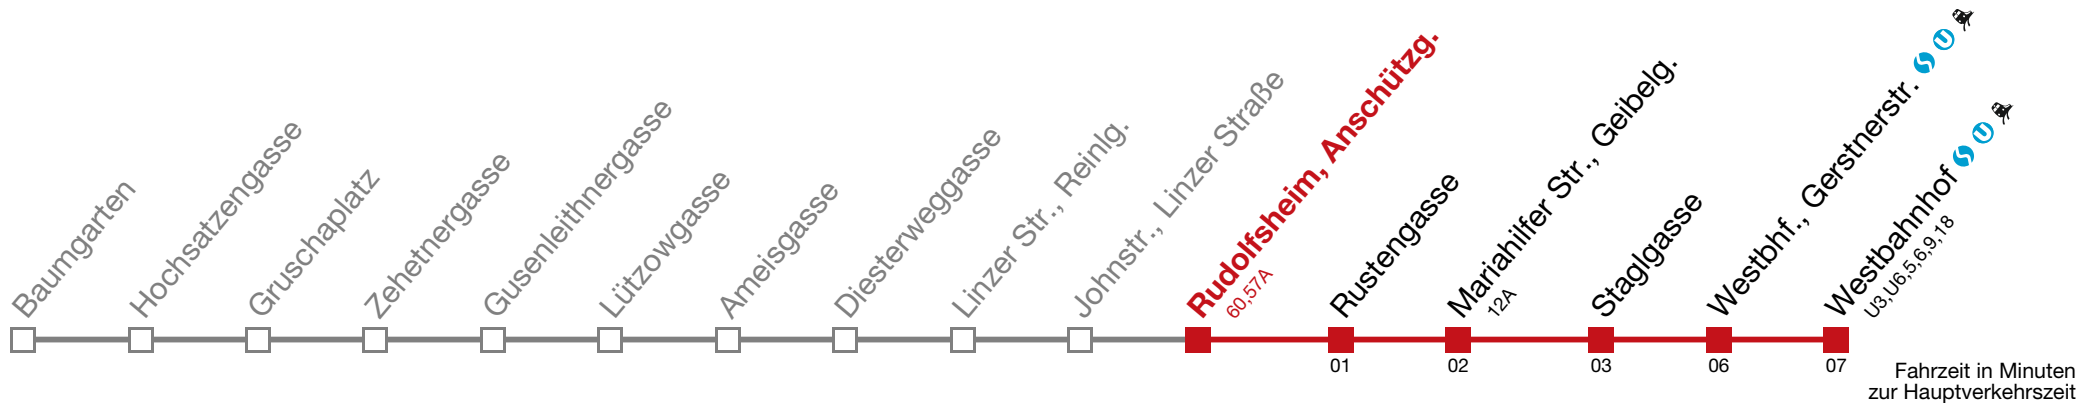 Baumgarten
Hochsatzengasse
Gruschaplatz
Zehetnergasse
Gusenleithnergasse
Lützowgasse
Ameisgasse
Diesterweggasse
Linzer Str., Reinlg.
Johnstr., Linzer Straße
Rudolfsheim, Anschützg.
60,57A
Rustengasse
01
Mariahilfer Str., Geibelg.
12A
02
Staglgasse
03
Westbhf., Gerstnerstr. S U
06
Westbahnhof S U
U3,U6,5,6,9,18
07
Fahrzeit in Minuten
zur Hauptverkehrszeit